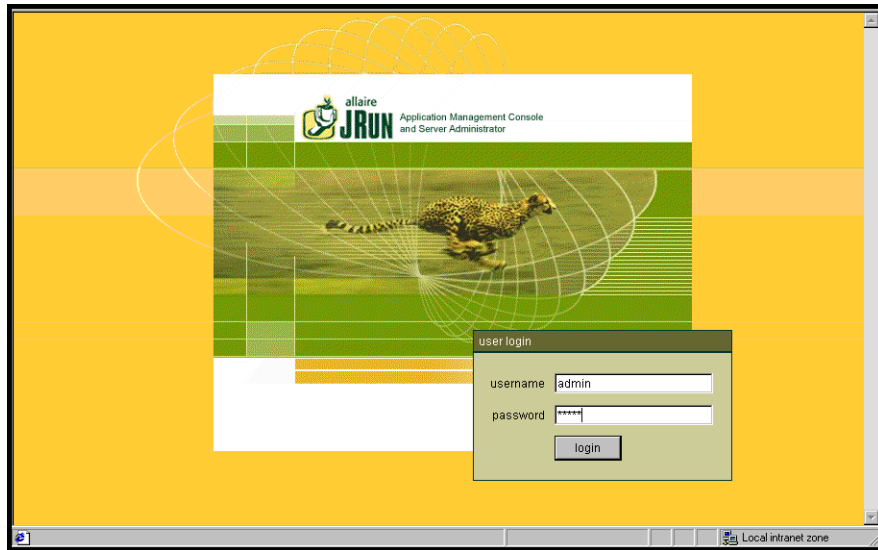 allaire
JRUN
Application Management Console
and Server Administrator
user login
username admin
password *****
login
Local intranet zone